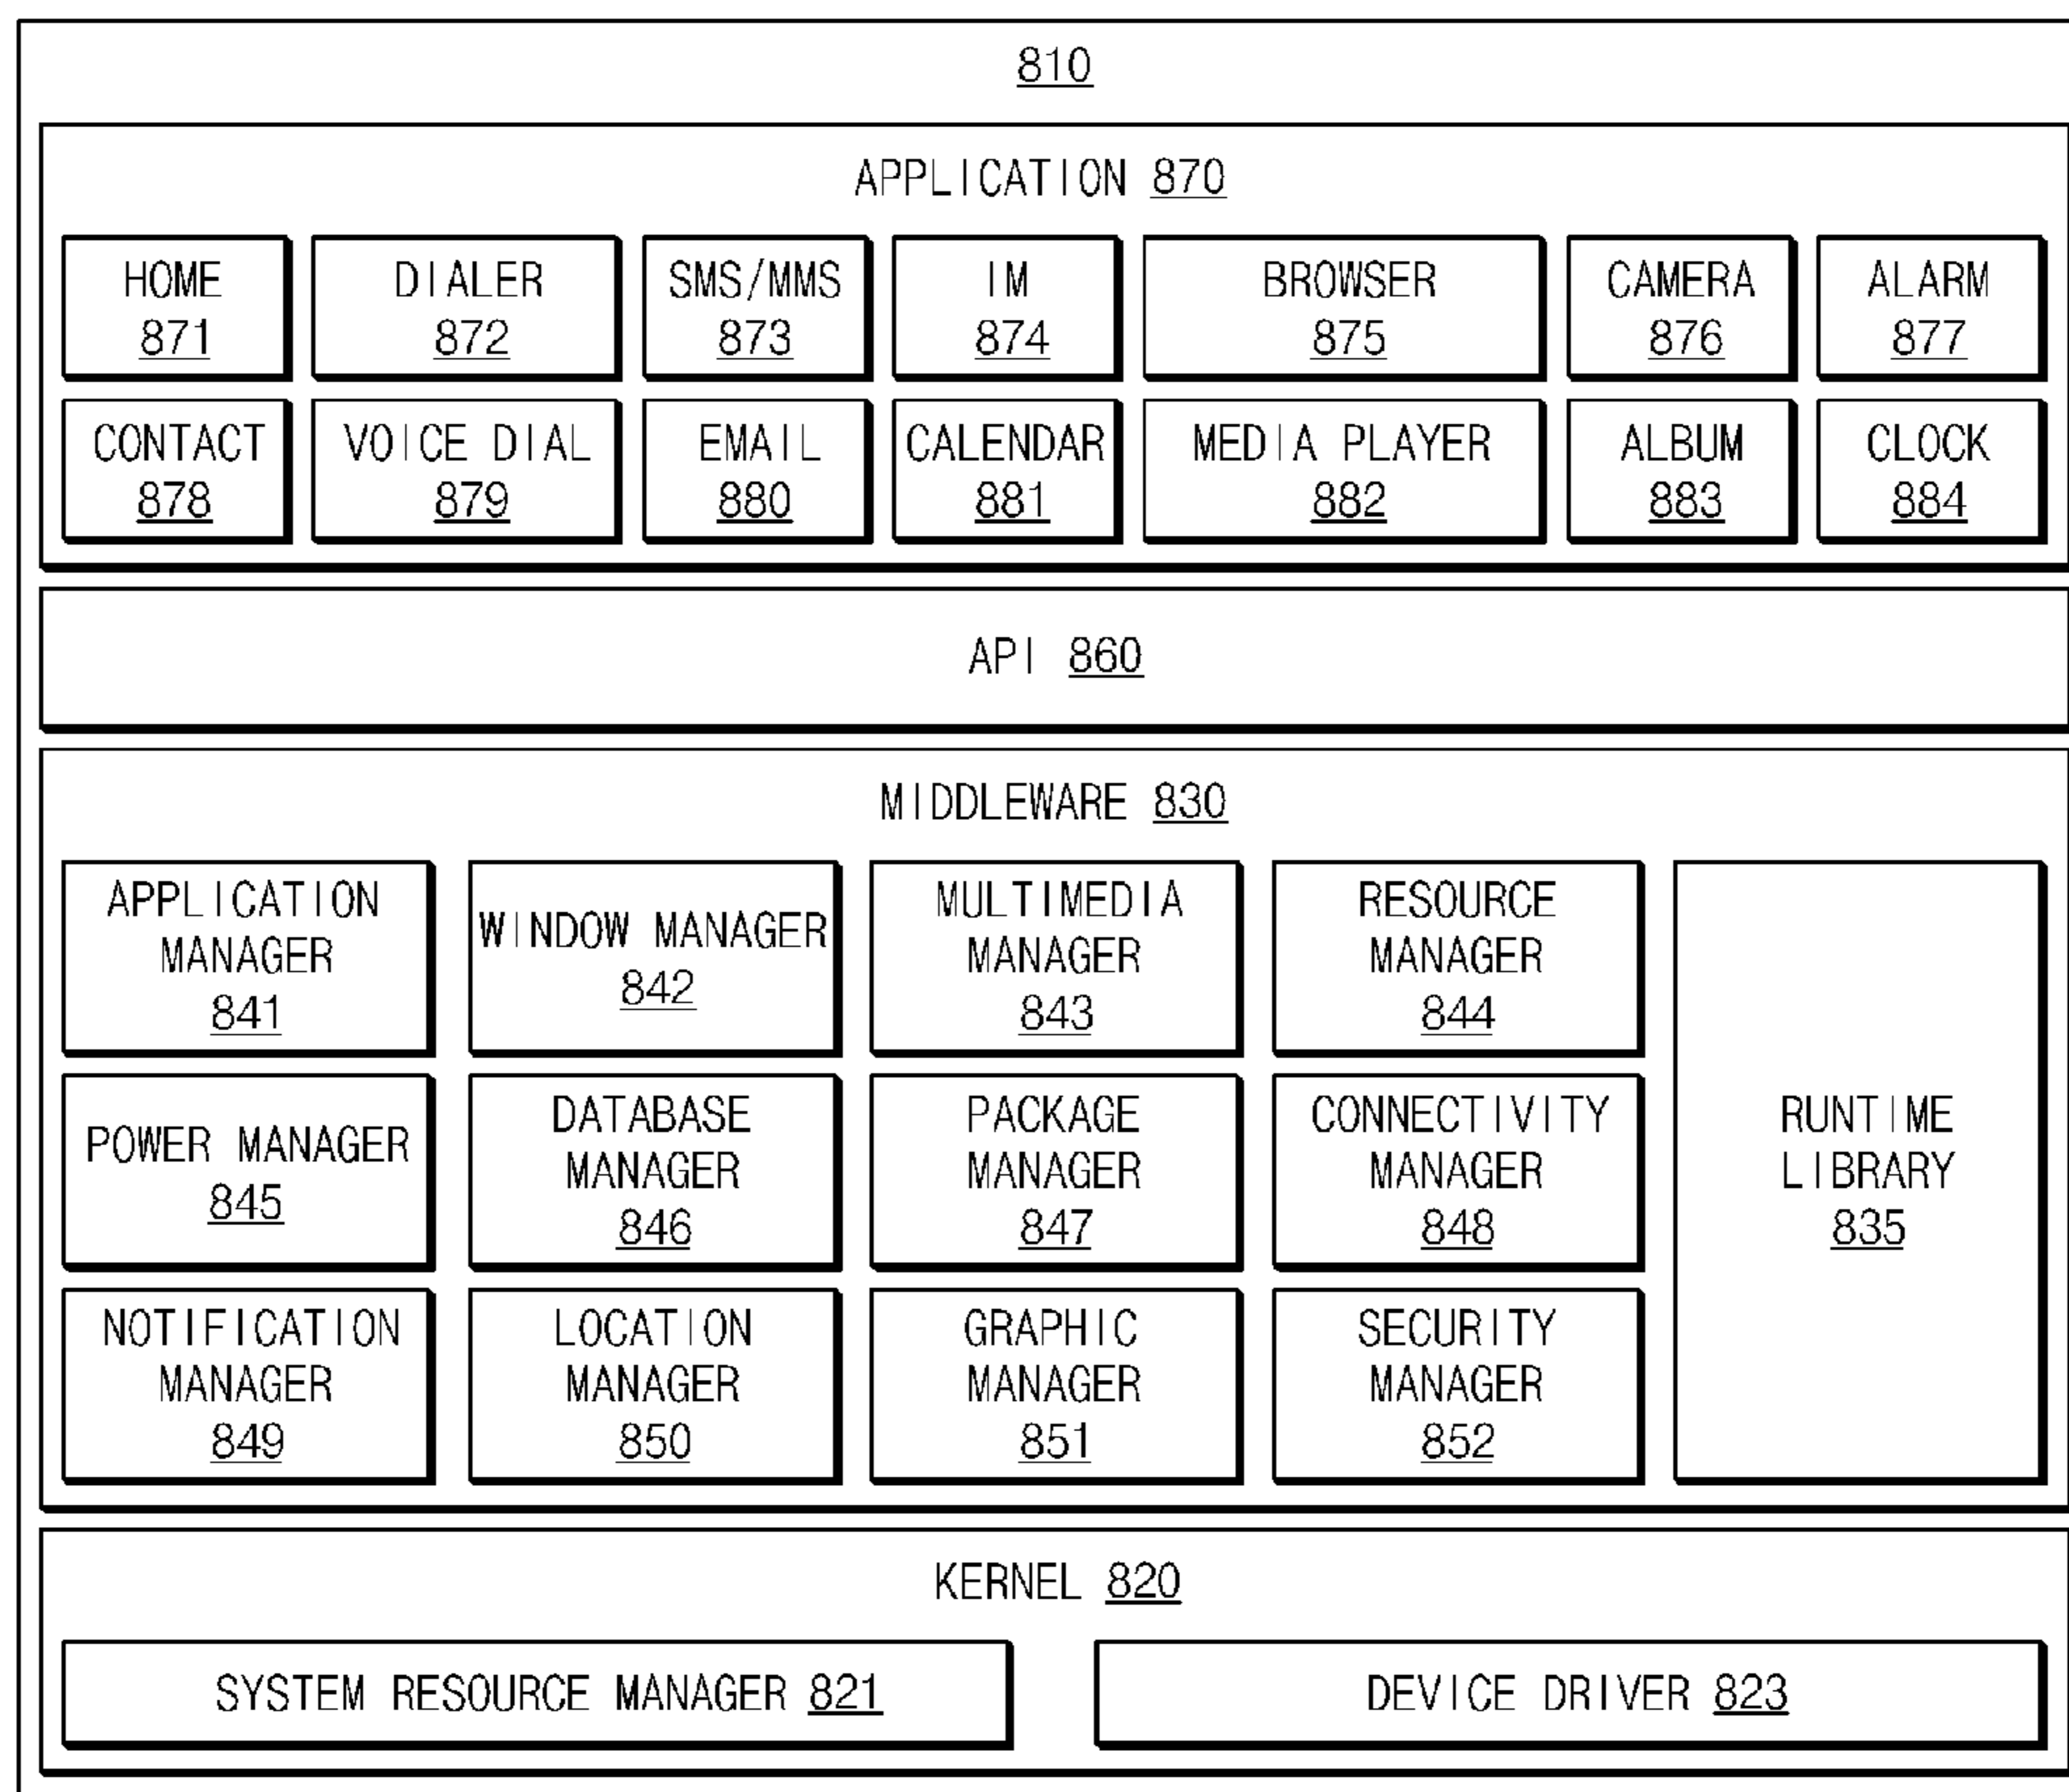 810
APPLICATION 870
HOME
871
DIALER
872
SMS/MMS
873
IM
874
BROWSER
875
CAMERA
876
ALARM
877
CONTACT
878
VOICE DIAL
879
EMAIL
880
CALENDAR
881
MEDIA PLAYER
882
ALBUM
883
CLOCK
884
API 860
MIDDLEWARE 830
APPLICATION
MANAGER
841
WINDOW MANAGER
842
MULTIMEDIA
MANAGER
843
RESOURCE
MANAGER
844
POWER MANAGER
845
DATABASE
MANAGER
846
PACKAGE
MANAGER
847
CONNECTIVITY
MANAGER
848
RUNTIME
LIBRARY
835
NOTIFICATION
MANAGER
849
LOCATION
MANAGER
850
GRAPHIC
MANAGER
851
SECURITY
MANAGER
852
KERNEL 820
SYSTEM RESOURCE MANAGER 821
DEVICE DRIVER 823